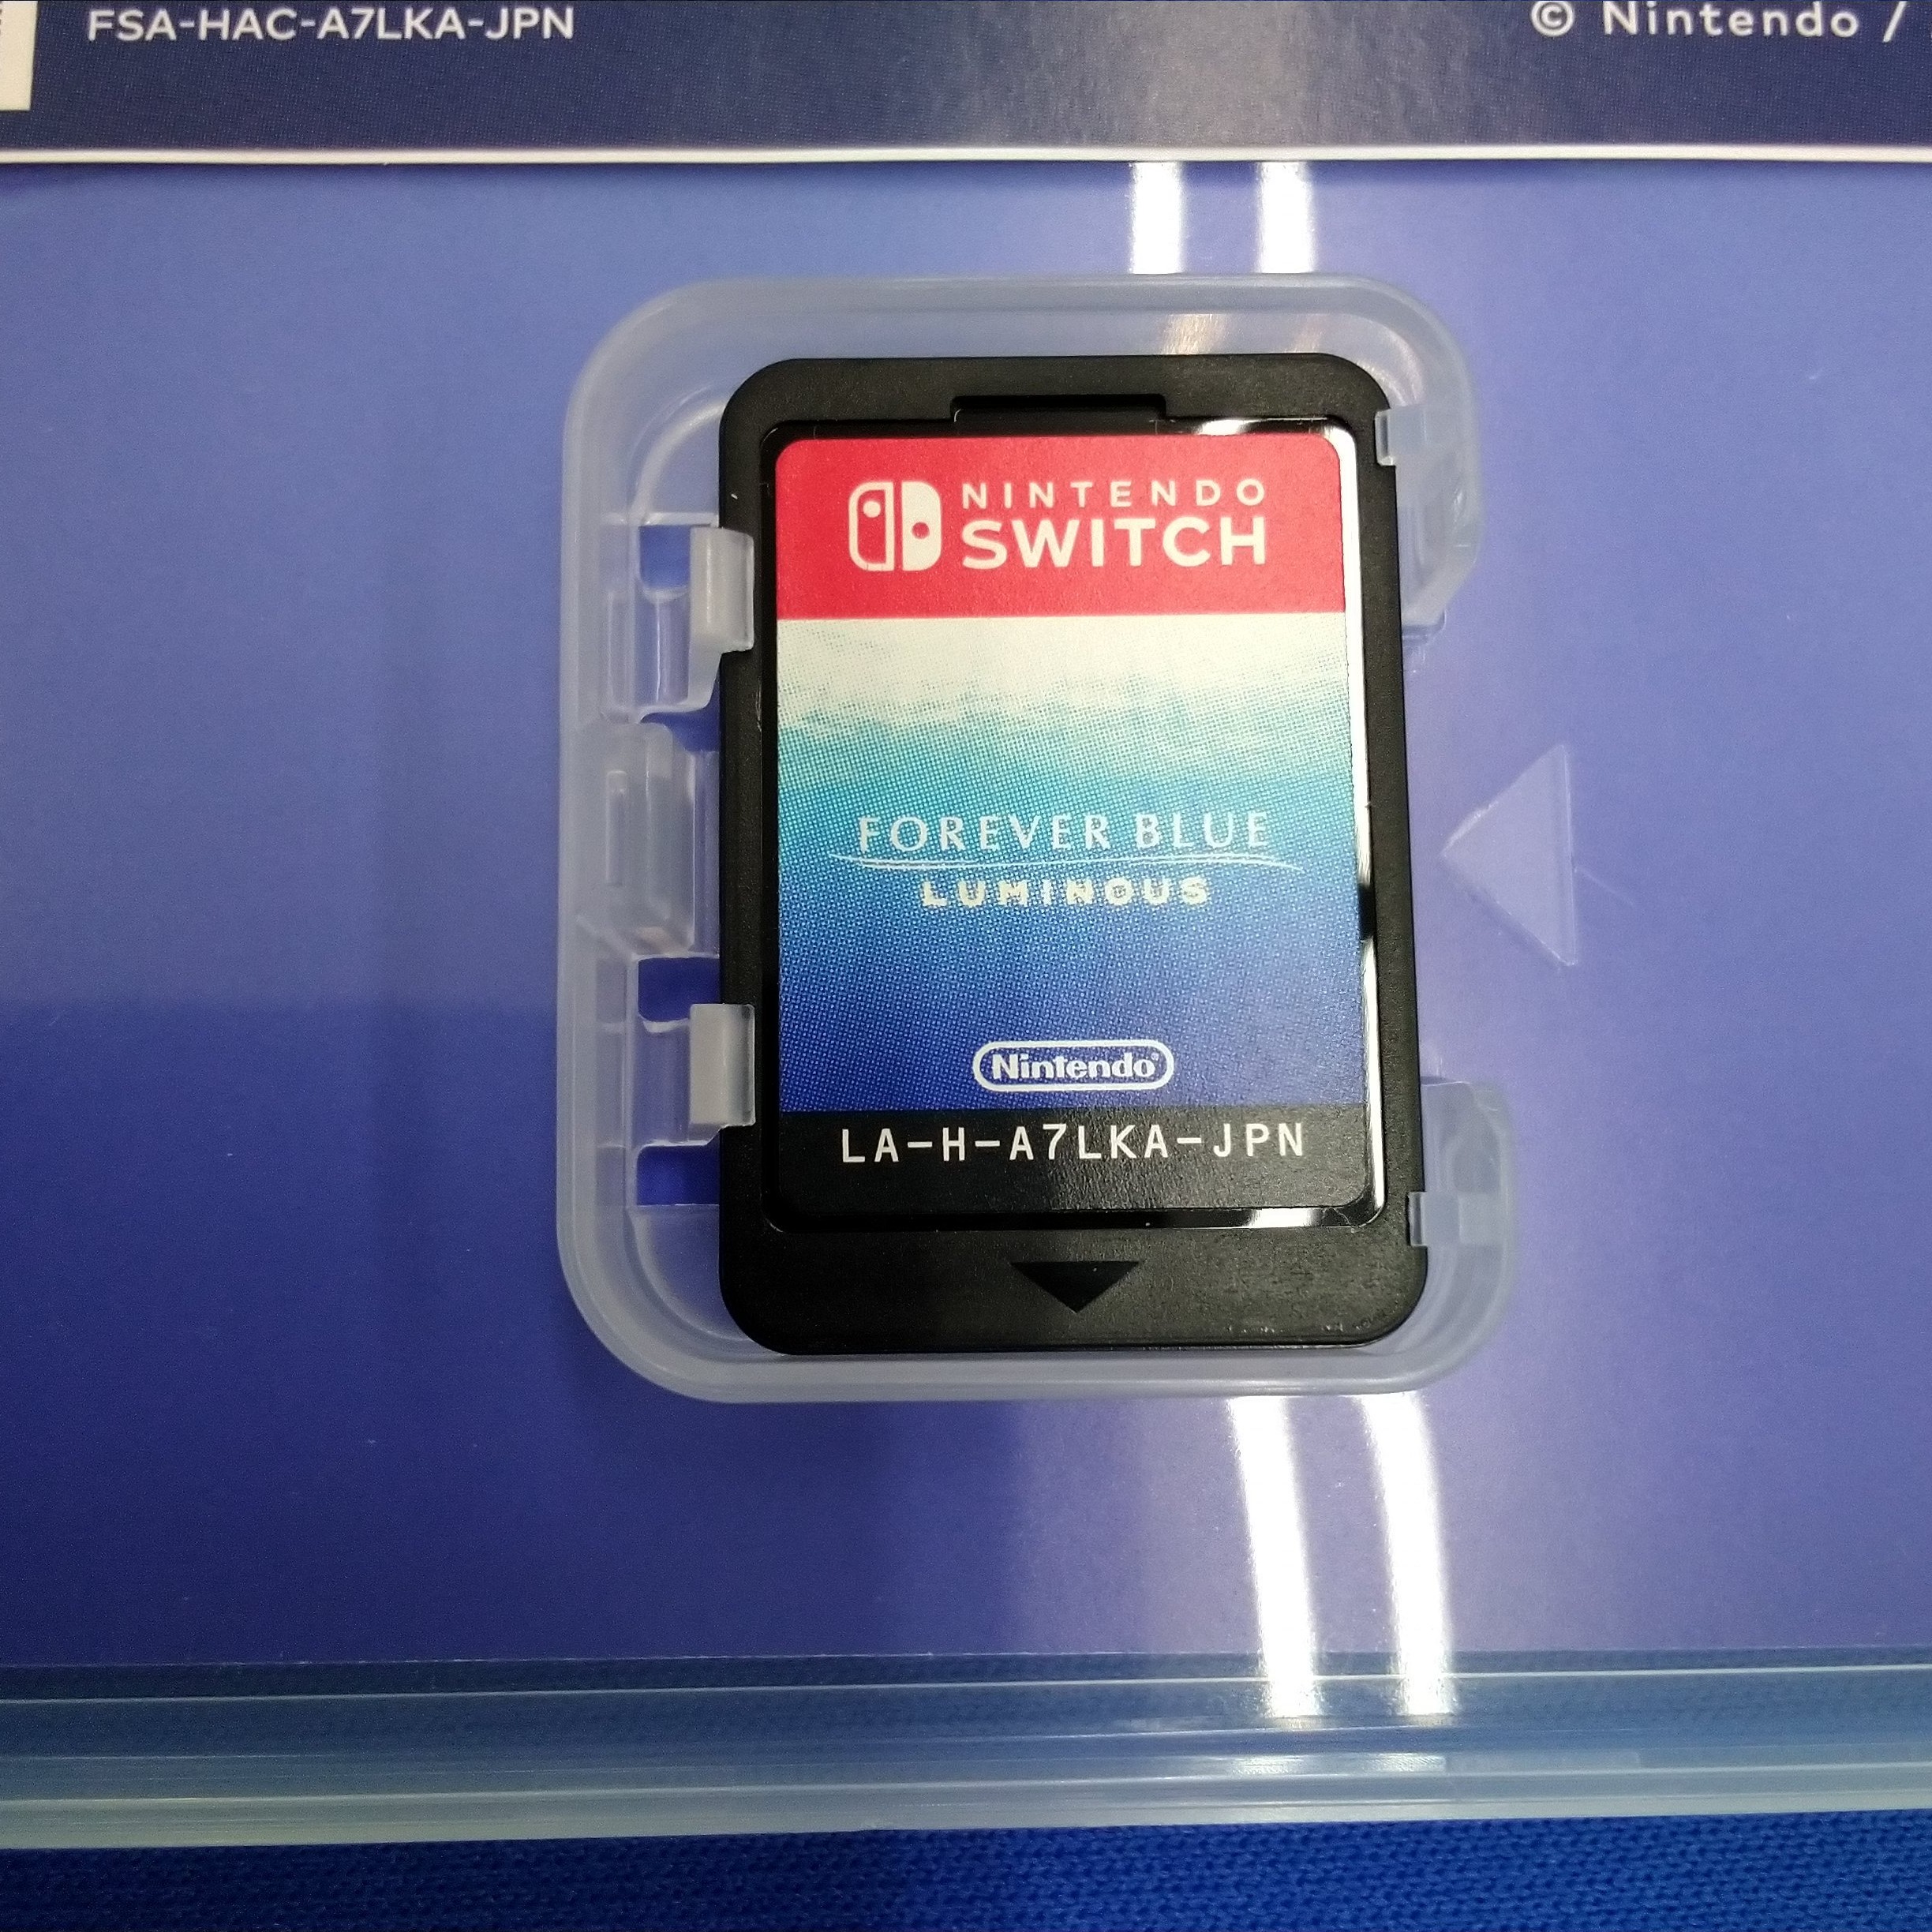 FSA-HAC-A7LKA-JPN
© Nintendo /
NINTENDO
SWITCH
FOREVER BLUE
LUMINOUS
Nintendo
LA-H-A7LKA-JPN